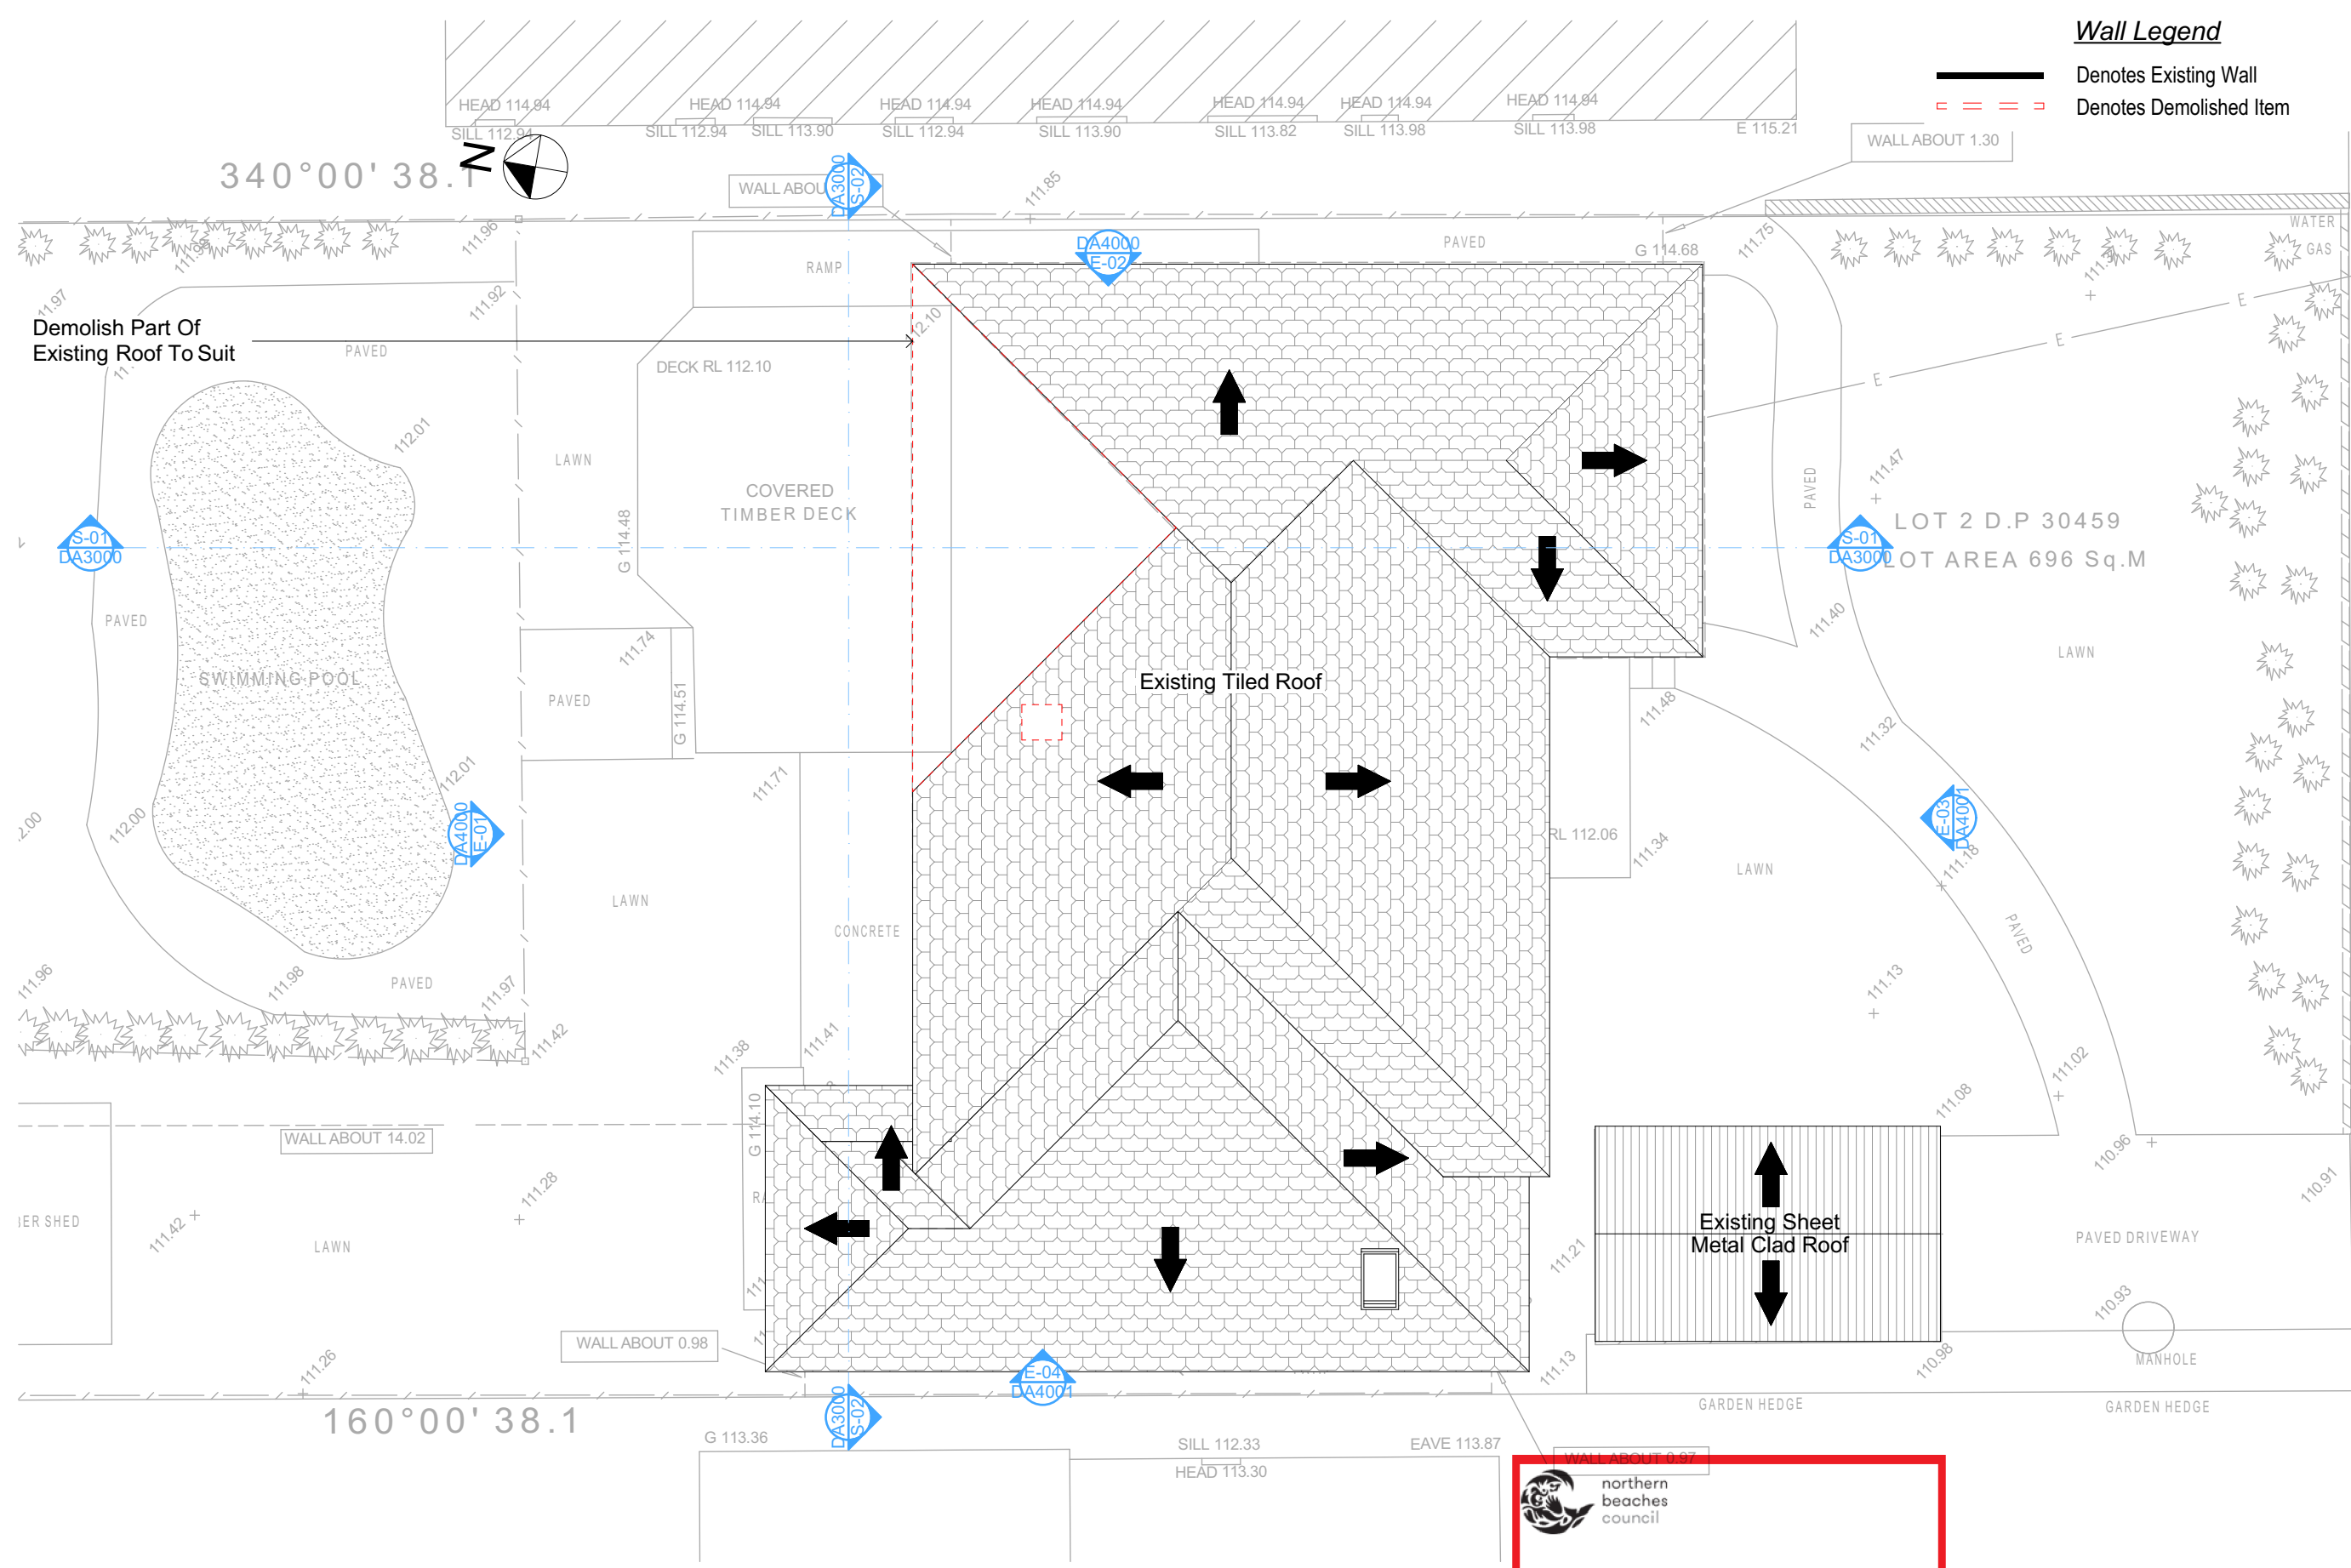 Wall Legend
Denotes Existing Wall
Denotes Demolished Item
HEAD 114.94
HEAD 114.94
HEAD 114.94
HEAD 114.94
HEAD 114.94
HEAD 114.94
HEAD 114.94
SILL 112.94
SILL 112.94
SILL 113.90
SILL 112.94
SILL 113.90
SILL 113.82
SILL 113.98
SILL 113.98
E 115.21
WALL ABOUT 1.30
340°00' 38.1
N
WALL ABOU
DA3000
S-02
111.85
111.96
111.98
111.97
111.92
RAMP
DA4000
E-02
PAVED
G 114.68
111.75
WATER
GAS
E
E
E
Demolish Part Of
Existing Roof To Suit
PAVED
DECK RL 112.10
112.01
LAWN
COVERED
TIMBER DECK
G 114.48
PAVED
111.47
LOT 2 D.P 30459
LOT AREA 696 Sq.M
S-01
DA3000
S-01
DA3000
PAVED
111.74
111.40
LAWN
SWIMMING POOL
PAVED
G 114.51
Existing Tiled Roof
111.48
111.32
112.01
111.71
112.00
DA4000
E-01
RL 112.06
111.34
E-03
DA4001
111.18
LAWN
LAWN
CONCRETE
PAVED
111.96
111.98
PAVED
111.97
111.13
111.42
111.38
111.41
111.02
111.08
G 114.10
WALL ABOUT 14.02
110.96
111.28
111.42
110.91
LAWN
Existing Sheet
Metal Clad Roof
PAVED DRIVEWAY
111.21
110.93
WALL ABOUT 0.98
111.26
111.13
110.98
MANHOLE
E-04
DA4001
DA3000
S-02
160°00' 38.1
GARDEN HEDGE
GARDEN HEDGE
G 113.36
SILL 112.33
EAVE 113.87
HEAD 113.30
WALL ABOUT 0.97
northern
beaches
council